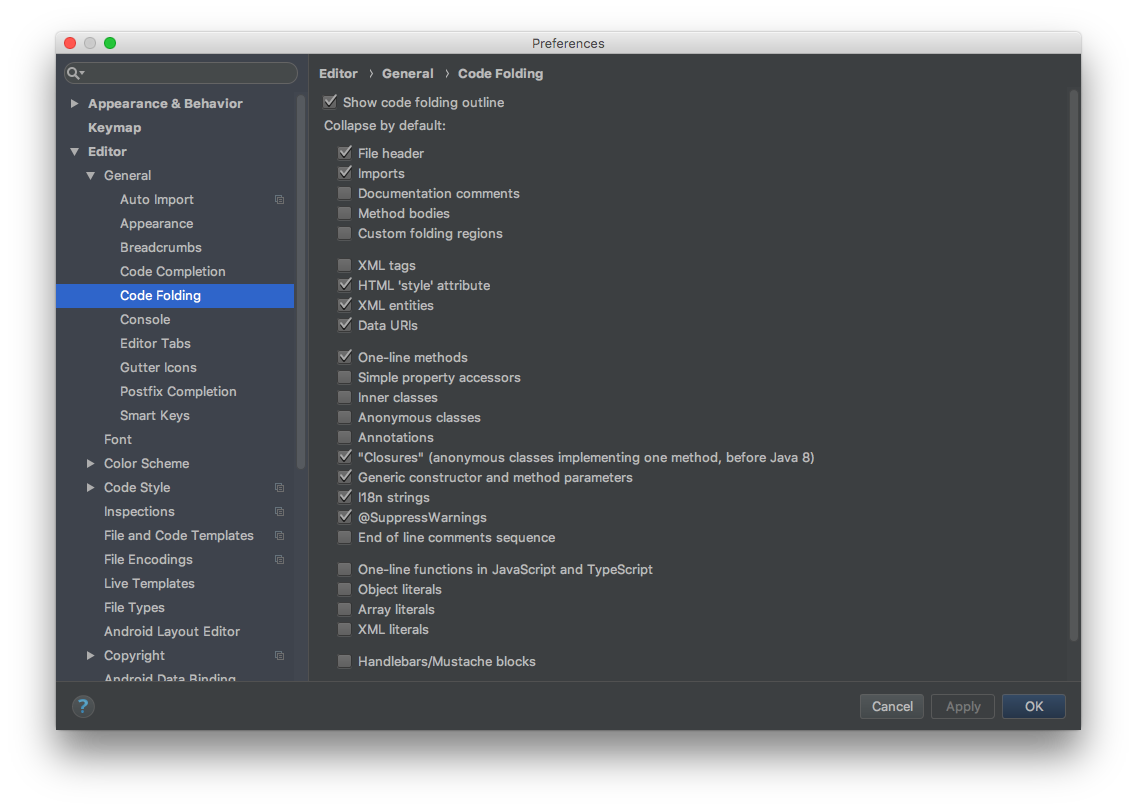 Preferences
Appearance & Behavior
Keymap
Editor
General
Auto Import
Appearance
Breadcrumbs
Code Completion
Code Folding
Console
Editor Tabs
Gutter Icons
Postfix Completion
Smart Keys
Font
Color Scheme
Code Style
Inspections
File and Code Templates
File Encodings
Live Templates
File Types
Android Layout Editor
Copyright
Android Data Binding
Editor › General › Code Folding
Show code folding outline
Collapse by default:
File header
Imports
Documentation comments
Method bodies
Custom folding regions
XML tags
HTML 'style' attribute
XML entities
Data URIs
One-line methods
Simple property accessors
Inner classes
Anonymous classes
Annotations
"Closures" (anonymous classes implementing one method, before Java 8)
Generic constructor and method parameters
I18n strings
@SuppressWarnings
End of line comments sequence
One-line functions in JavaScript and TypeScript
Object literals
Array literals
XML literals
Handlebars/Mustache blocks
?
Cancel
Apply
OK